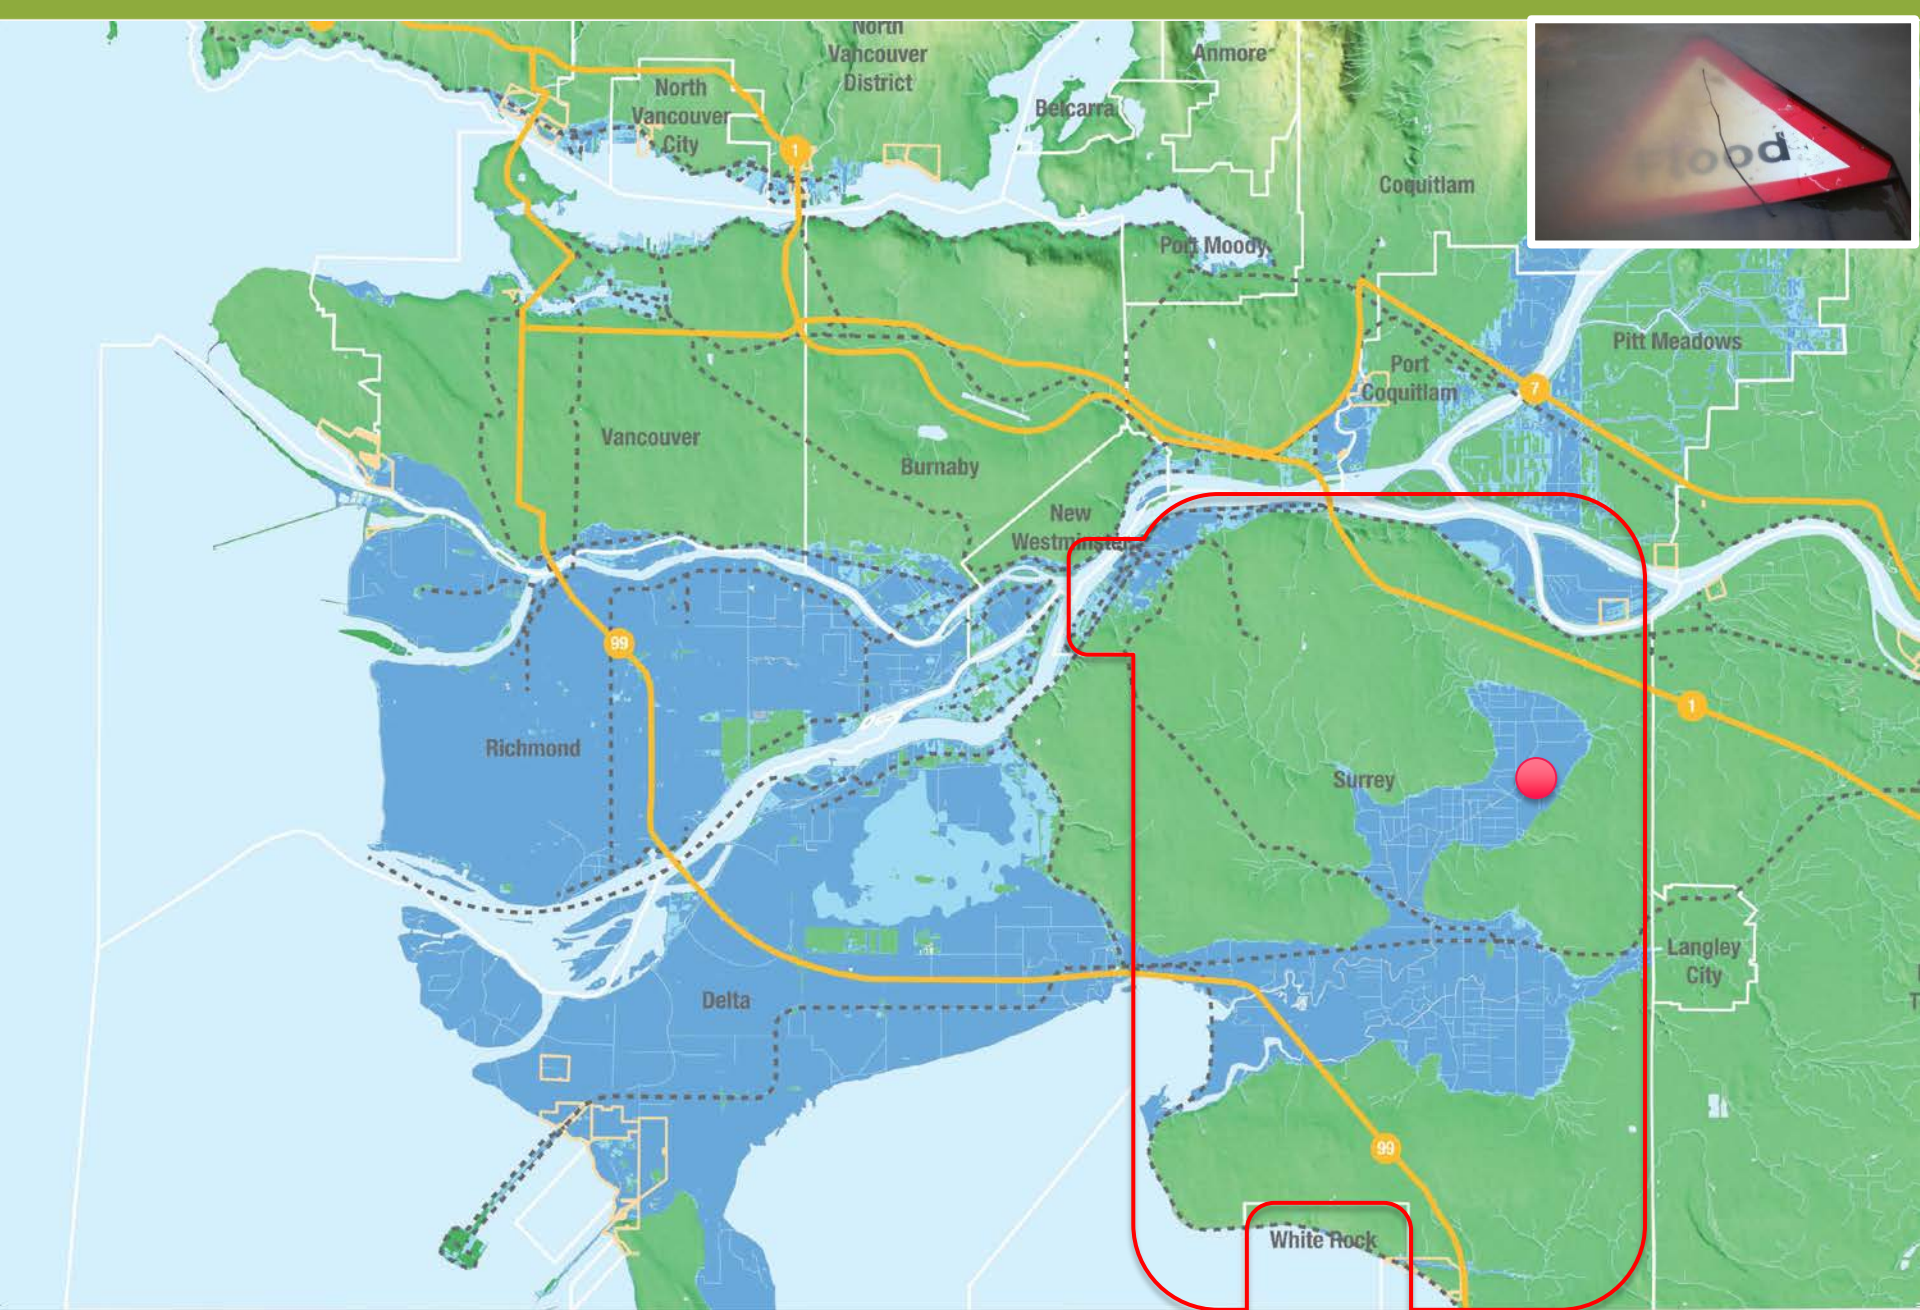 North
Vancouver
District
Anmore
North
Vancouver
City
Belcarra
1
Flood
Coquitlam
Port Moody
Pitt Meadows
Port
Coquitlam
7
Vancouver
Burnaby
New
Westminster
99
Richmond
1
Surrey
Langley
City
Delta
99
White Rock